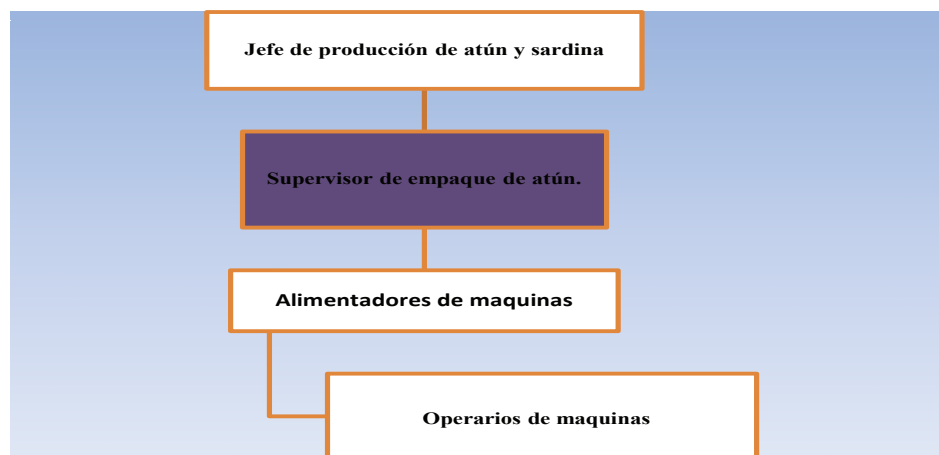 Jefe de producción de atún y sardina
Supervisor de empaque de atún.
Alimentadores de maquinas
Operarios de maquinas